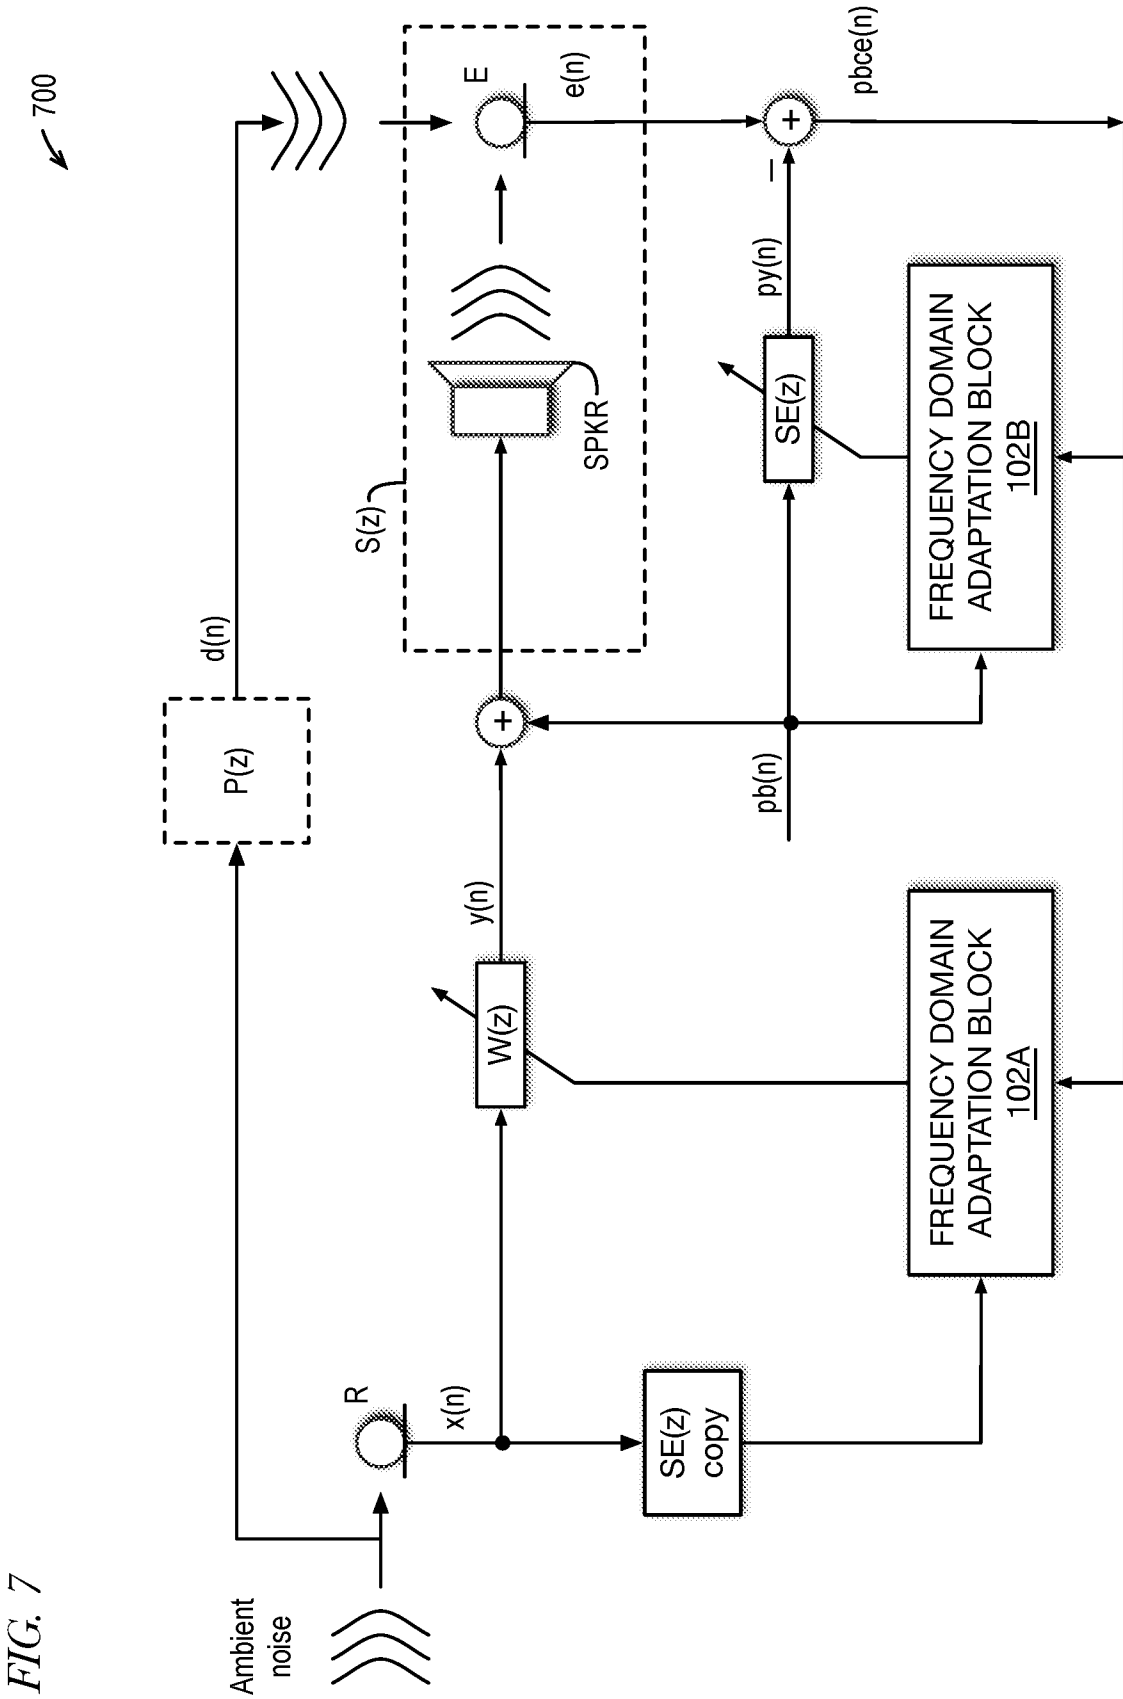 FIG. 7
700
Ambient
noise
P(z)
d(n)
R
x(n)
W(z)
y(n)
S(z)
SPKR
E
e(n)
SE(z)
copy
pb(n)
SE(z)
py(n)
+
+
–
pbce(n)
FREQUENCY DOMAIN
ADAPTATION BLOCK
102A
FREQUENCY DOMAIN
ADAPTATION BLOCK
102B